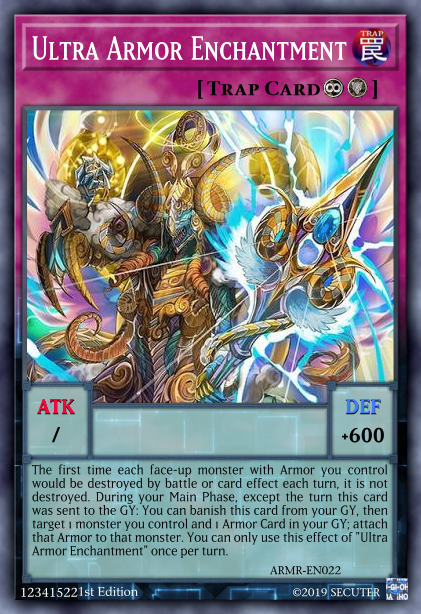 ULTRA ARMOR ENCHANTMENT
TRAP
罠
[TRAP CARD ]
ATK
/
DEF
+600
The first time each face-up monster with Armor you control
would be destroyed by battle or card effect each turn, it is not
destroyed. During your Main Phase, except the turn this card
was sent to the GY: You can banish this card from your GY, then
target 1 monster you control and 1 Armor Card in your GY; attach
that Armor to that monster. You can only use this effect of "Ultra
Armor Enchantment" once per turn.
ARMR-EN022
123415221st Edition
©2019 SECUTER